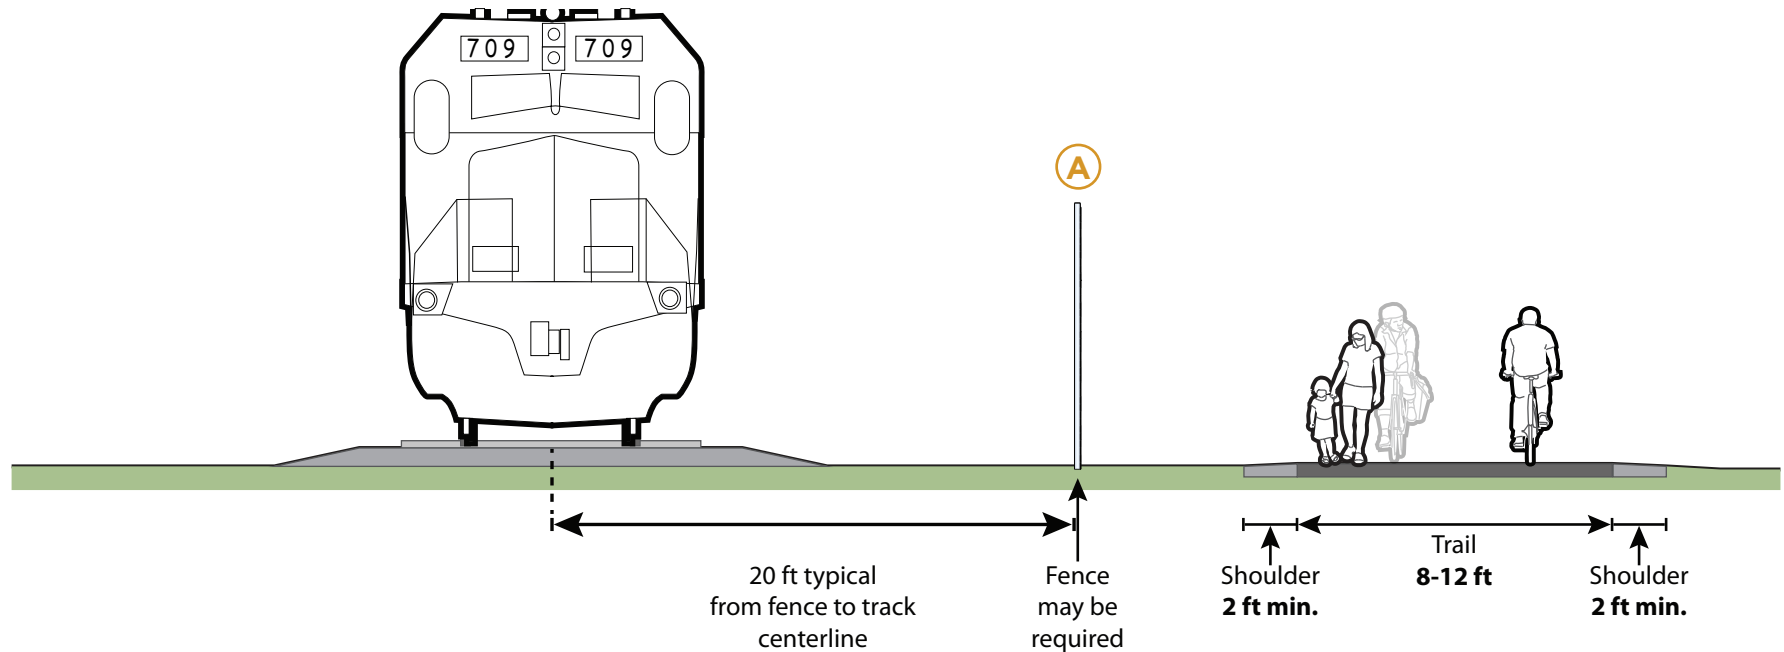 709 709
A
20 ft typical
from fence to track
centerline
Fence
may be
required
Shoulder
2 ft min.
Trail
8-12 ft
Shoulder
2 ft min.